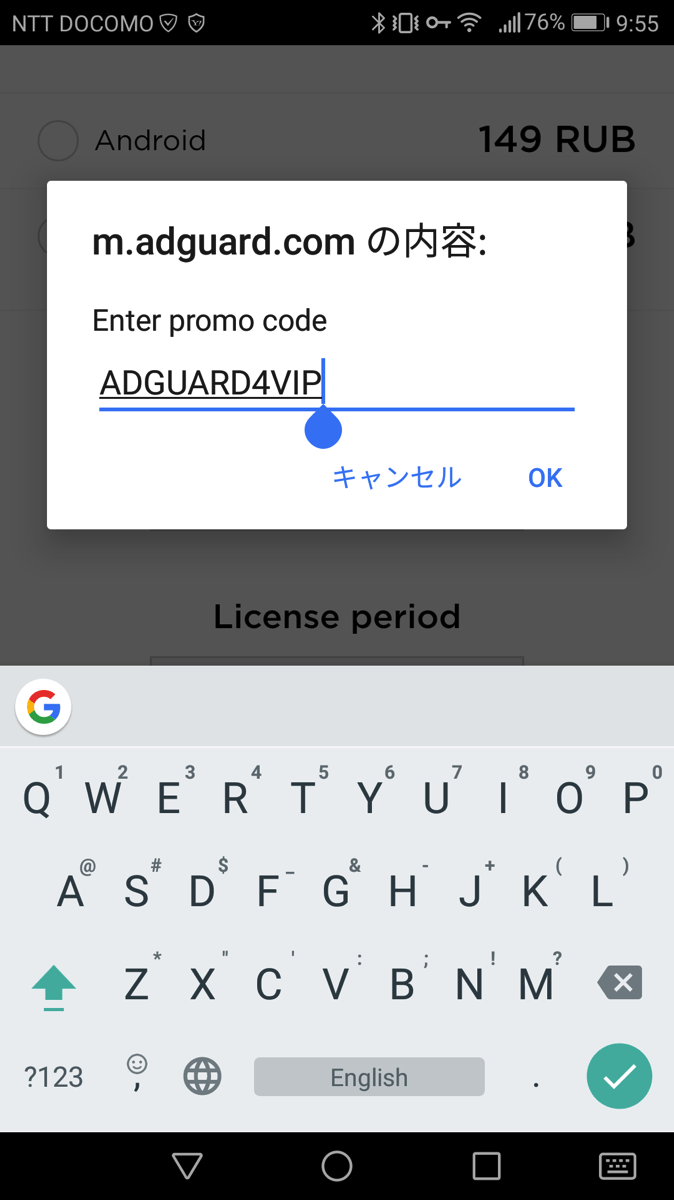 NTT DOCOMO 76% 9:55
Android 149 RUB
B
m.adguard.com の内容:
Enter promo code
ADGUARD4VIP
キャンセル OK
License period
1 2 3 4 5 6 7 8 9 0
Q W E R T Y U I O P
@ # $ _ & - + ( )
A S D F G H J K L
* " ' : ; ! ?
Z X C V B N M
?123 , English .